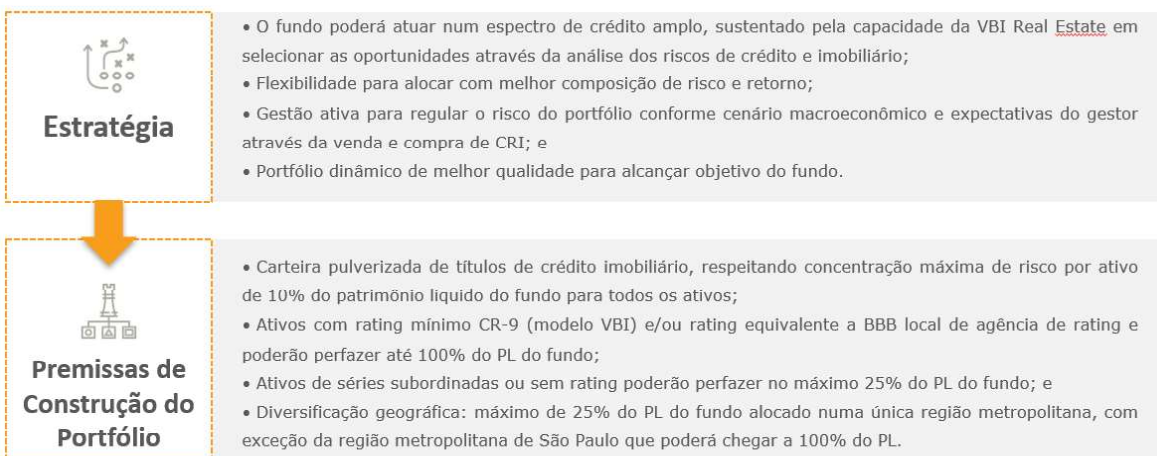 Estratégia
• O fundo poderá atuar num espectro de crédito amplo, sustentado pela capacidade da VBI Real Estate em
selecionar as oportunidades através da análise dos riscos de crédito e imobiliário;
• Flexibilidade para alocar com melhor composição de risco e retorno;
• Gestão ativa para regular o risco do portfólio conforme cenário macroeconômico e expectativas do gestor
através da venda e compra de CRI; e
• Portfólio dinâmico de melhor qualidade para alcançar objetivo do fundo.
Premissas de
Construção do
Portfólio
• Carteira pulverizada de títulos de crédito imobiliário, respeitando concentração máxima de risco por ativo
de 10% do patrimônio liquido do fundo para todos os ativos;
• Ativos com rating mínimo CR-9 (modelo VBI) e/ou rating equivalente a BBB local de agência de rating e
poderão perfazer até 100% do PL do fundo;
• Ativos de séries subordinadas ou sem rating poderão perfazer no máximo 25% do PL do fundo; e
• Diversificação geográfica: máximo de 25% do PL do fundo alocado numa única região metropolitana, com
exceção da região metropolitana de São Paulo que poderá chegar a 100% do PL.